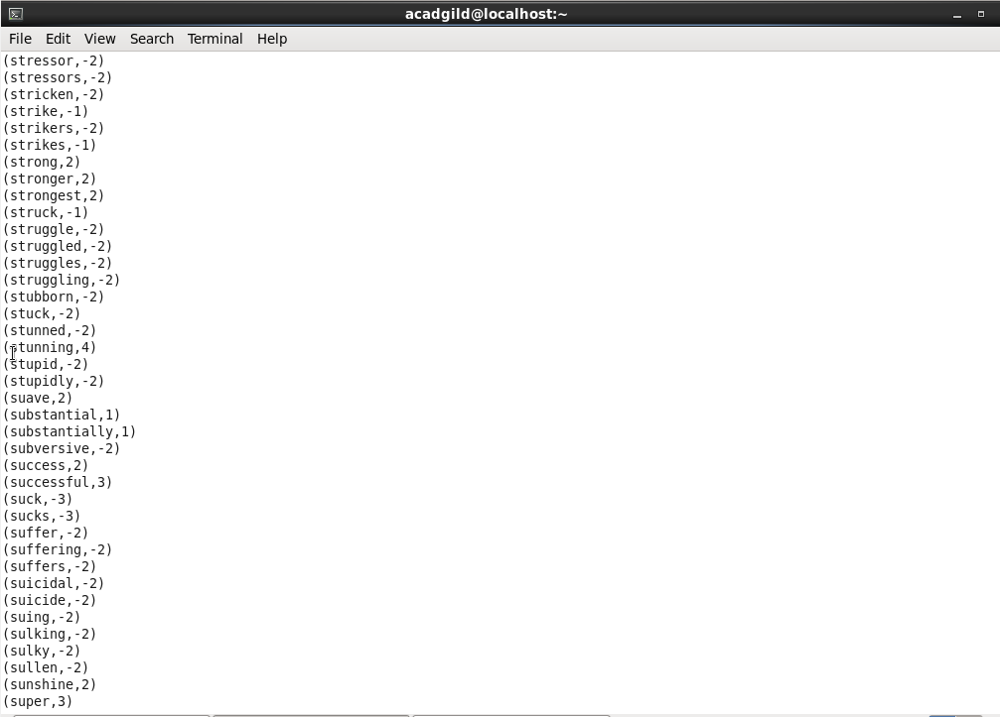 acadgild@localhost:~
File Edit View Search Terminal Help
(stressor,-2)
(stressors,-2)
(stricken,-2)
(strike,-1)
(strikers,-2)
(strikes,-1)
(strong,2)
(stronger,2)
(strongest,2)
(struck,-1)
(struggle,-2)
(struggled,-2)
(struggles,-2)
(struggling,-2)
(stubborn,-2)
(stuck,-2)
(stunned,-2)
(stunning,4)
(stupid,-2)
(stupidly,-2)
(suave,2)
(substantial,1)
(substantially,1)
(subversive,-2)
(success,2)
(successful,3)
(suck,-3)
(sucks,-3)
(suffer,-2)
(suffering,-2)
(suffers,-2)
(suicidal,-2)
(suicide,-2)
(suing,-2)
(sulking,-2)
(sulky,-2)
(sullen,-2)
(sunshine,2)
(super,3)